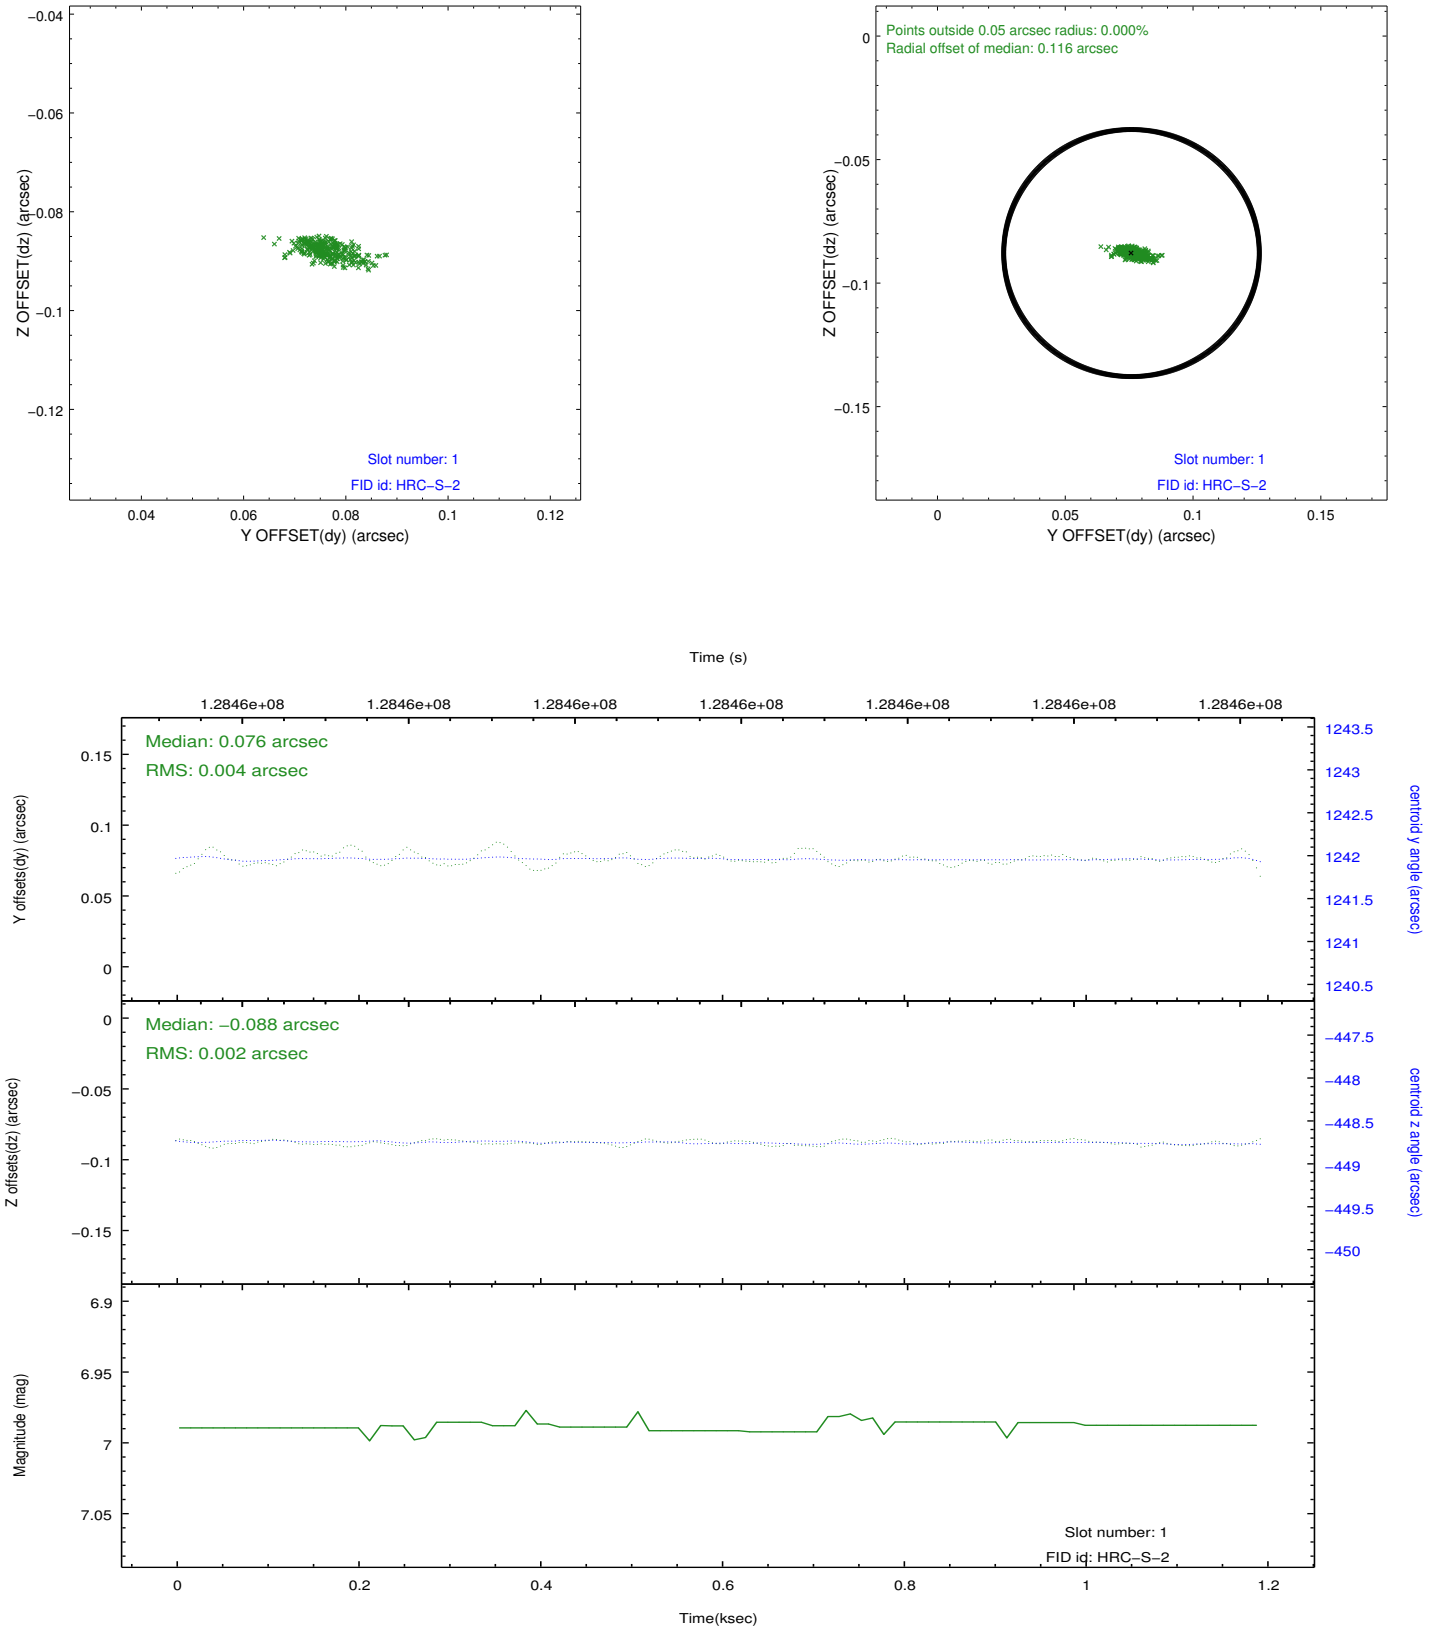 −0.04
−0.06
−0.08
−0.1
−0.12
Z OFFSET(dz) (arcsec)
Slot number: 1
FID id: HRC−S−2
0.04 0.06 0.08 0.1 0.12
Y OFFSET(dy) (arcsec)
Points outside 0.05 arcsec radius: 0.000%
Radial offset of median: 0.116 arcsec
0
−0.05
−0.1
−0.15
Z OFFSET(dz) (arcsec)
Slot number: 1
FID id: HRC−S−2
0 0.05 0.1 0.15
Y OFFSET(dy) (arcsec)
Time (s)
1.2846e+08 1.2846e+08 1.2846e+08 1.2846e+08 1.2846e+08 1.2846e+08 1.2846e+08
Median: 0.076 arcsec
RMS: 0.004 arcsec
0.15
0.1
0.05
0
Y offsets(dy) (arcsec)
1243.5
1243
1242.5
1242
1241.5
1241
1240.5
centroid y angle (arcsec)
Median: −0.088 arcsec
RMS: 0.002 arcsec
0
−0.05
−0.1
−0.15
Z offsets(dz) (arcsec)
−447.5
−448
−448.5
−449
−449.5
−450
centroid z angle (arcsec)
6.9
6.95
7
7.05
Magnitude (mag)
Slot number: 1
FID id: HRC−S−2
0 0.2 0.4 0.6 0.8 1 1.2
Time(ksec)